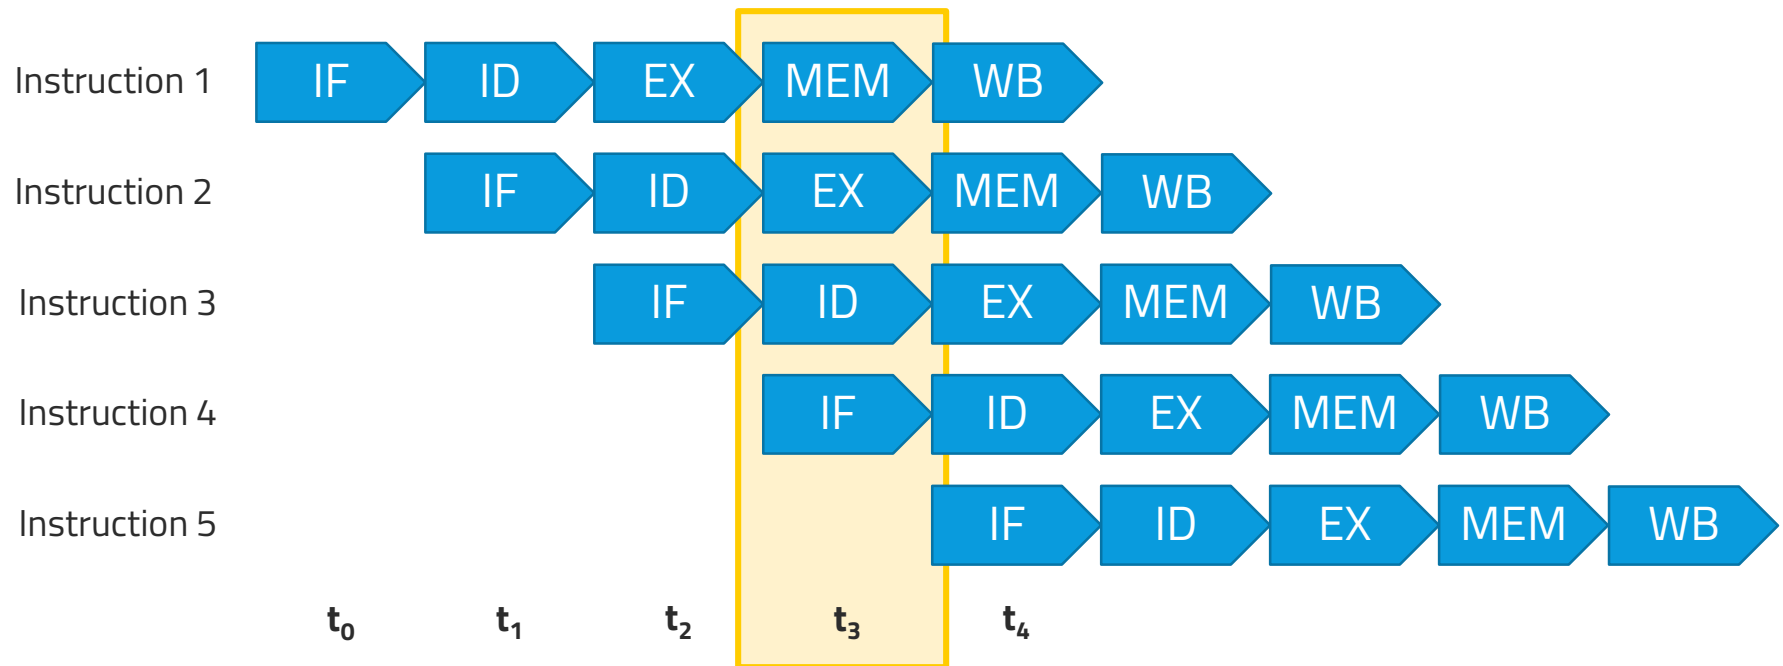 Instruction 1 IF ID EX MEM WB
Instruction 2 IF ID EX MEM WB
Instruction 3 IF ID EX MEM WB
Instruction 4 IF ID EX MEM WB
Instruction 5 IF ID EX MEM WB
t₀ t₁ t₂ t₃ t₄